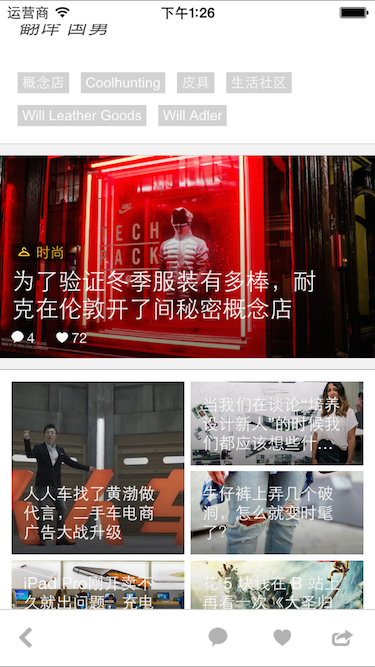 运营商 下午1:26
翻译 国男
概念店 Coolhunting 皮具 生活社区
Will Leather Goods Will Adler
TECH
PACK
时尚
为了验证冬季服装有多棒，耐
克在伦敦开了间秘密概念店
4 72
人人车找了黄渤做
代言，二手车电商
广告大战升级
当我们在谈论“培养
设计新人”的时候我
们都应该想些什…
牛仔裤上弄几个破
洞，怎么就变时髦
了？
iPad Pro刚开卖不
久就出问题，充电
花 5 块钱在 B 站上
再看一次《大圣归